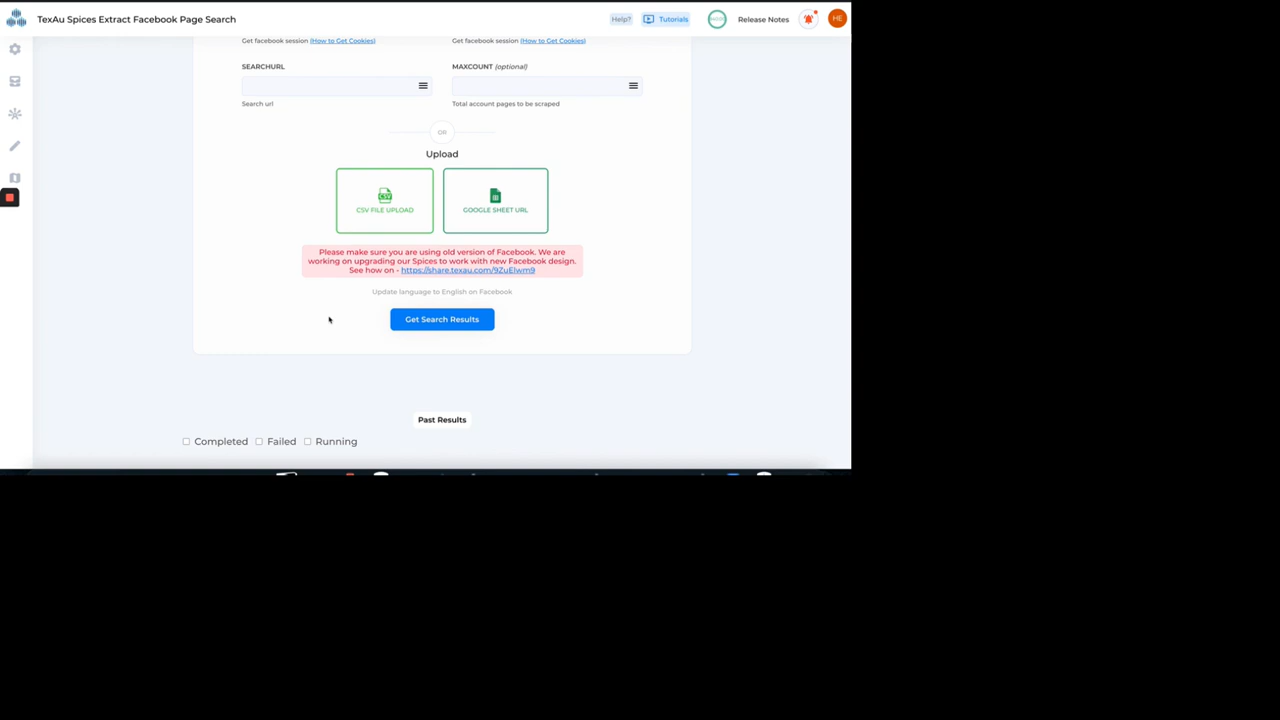 TexAu Spices Extract Facebook Page Search
Help? Tutorials Release Notes HE
Get facebook session (How to Get Cookies) Get facebook session (How to Get Cookies)
SEARCHURL MAXCOUNT (optional)
Search url Total account pages to be scraped
OR
Upload
CSV
CSV FILE UPLOAD GOOGLE SHEET URL
Please make sure you are using old version of Facebook. We are
working on upgrading our Spices to work with new Facebook design.
See how on - https://share.texau.com/9ZuElwm9
Update language to English on Facebook
Get Search Results
Past Results
Completed Failed Running